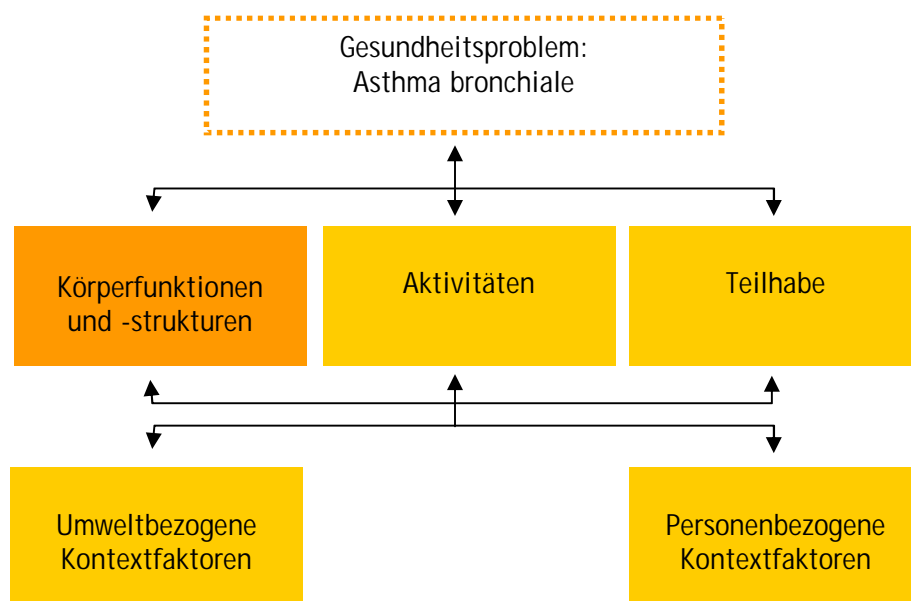 Gesundheitsproblem:
Asthma bronchiale
Körperfunktionen
und -strukturen
Aktivitäten
Teilhabe
Umweltbezogene
Kontextfaktoren
Personenbezogene
Kontextfaktoren